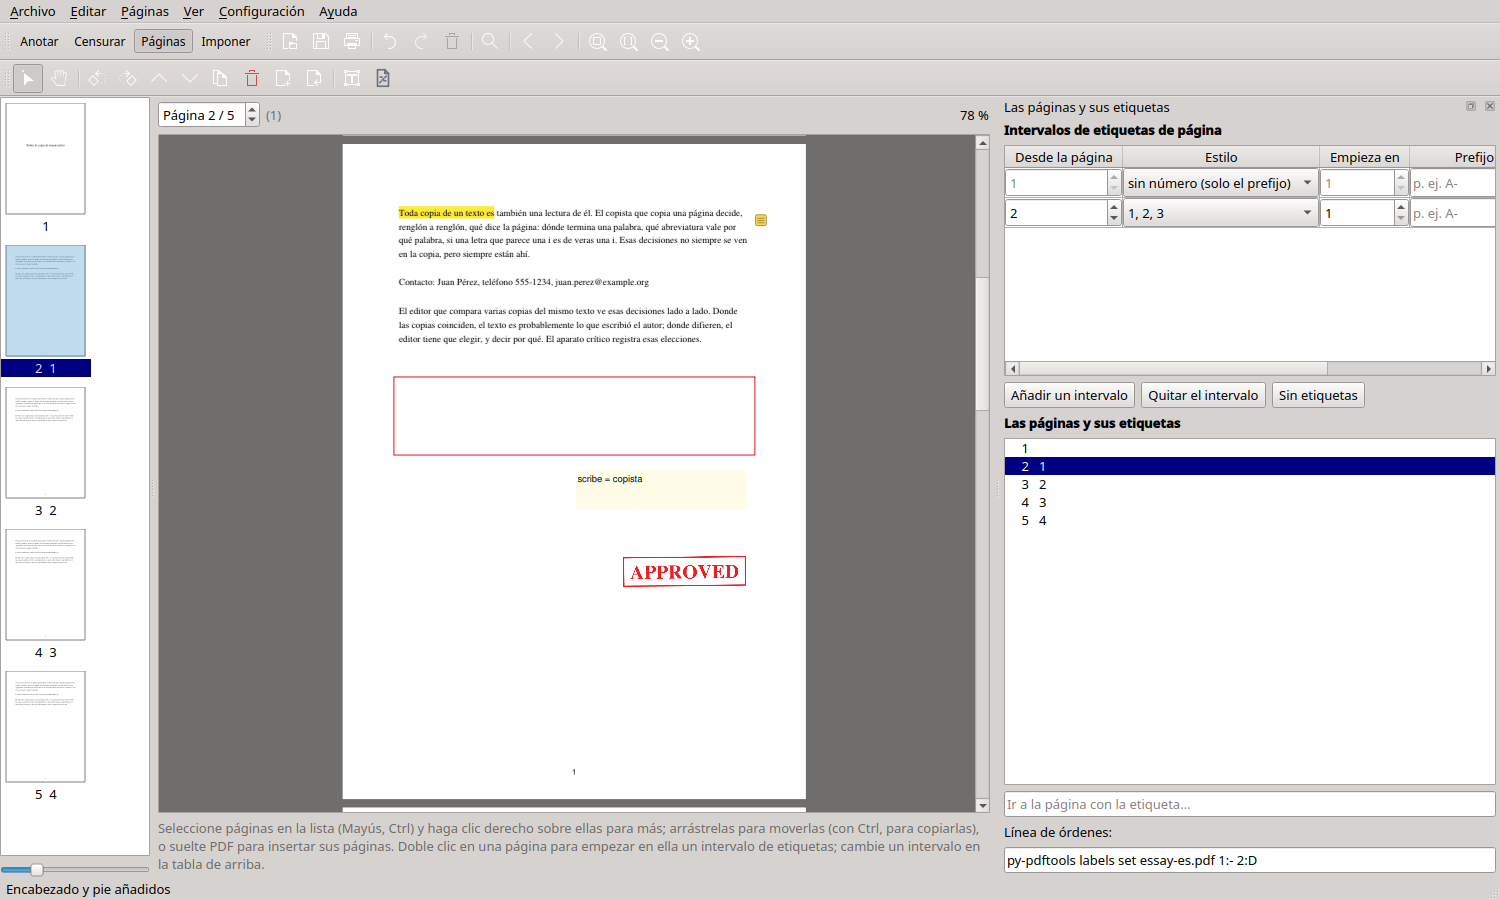 Archivo Editar Páginas Ver Configuración Ayuda
Anotar Censurar Páginas Imponer
Página 2 / 5 (1) 78 %
1
2 1
3 2
4 3
5 4
Toda copia de un texto es también una lectura de él. El copista que copia una página decide,
renglón a renglón, qué dice la página: dónde termina una palabra, qué abreviatura vale por
qué palabra, si una letra que parece una i es de veras una i. Esas decisiones no siempre se ven
en la copia, pero siempre están ahí.
Contacto: Juan Pérez, teléfono 555-1234, juan.perez@example.org
El editor que compara varias copias del mismo texto ve esas decisiones lado a lado. Donde
las copias coinciden, el texto es probablemente lo que escribió el autor; donde difieren, el
editor tiene que elegir, y decir por qué. El aparato crítico registra esas elecciones.
scribe = copista
APPROVED
1
Seleccione páginas en la lista (Mayús, Ctrl) y haga clic derecho sobre ellas para más; arrástrelas para moverlas (con Ctrl, para copiarlas),
o suelte PDF para insertar sus páginas. Doble clic en una página para empezar en ella un intervalo de etiquetas; cambie un intervalo en
la tabla de arriba.
Las páginas y sus etiquetas
Intervalos de etiquetas de página
Desde la página Estilo Empieza en Prefijo
1 sin número (solo el prefijo) 1 p. ej. A-
2 1, 2, 3 1 p. ej. A-
Añadir un intervalo Quitar el intervalo Sin etiquetas
Las páginas y sus etiquetas
1
2 1
3 2
4 3
5 4
Ir a la página con la etiqueta...
Línea de órdenes:
py-pdftools labels set essay-es.pdf 1:- 2:D
Encabezado y pie añadidos